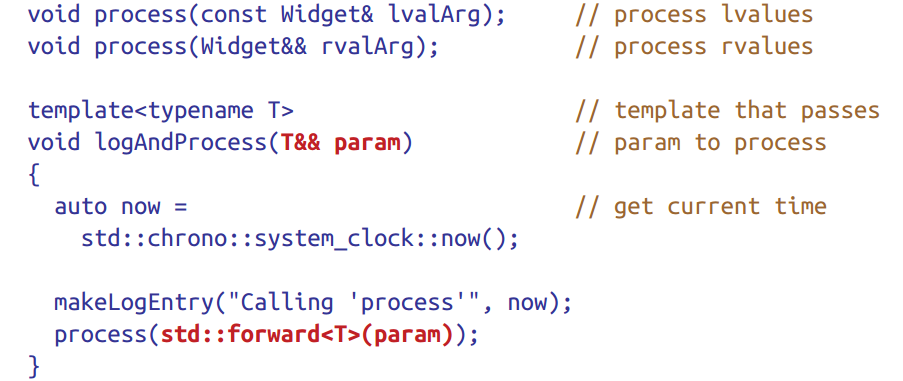 void process(const Widget& lvalArg);     // process lvalues
void process(Widget&& rvalArg);          // process rvalues
template<typename T>                     // template that passes
void logAndProcess(T&& param)            // param to process
{
  auto now =                             // get current time
    std::chrono::system_clock::now();
  makeLogEntry("Calling 'process'", now);
  process(std::forward<T>(param));
}